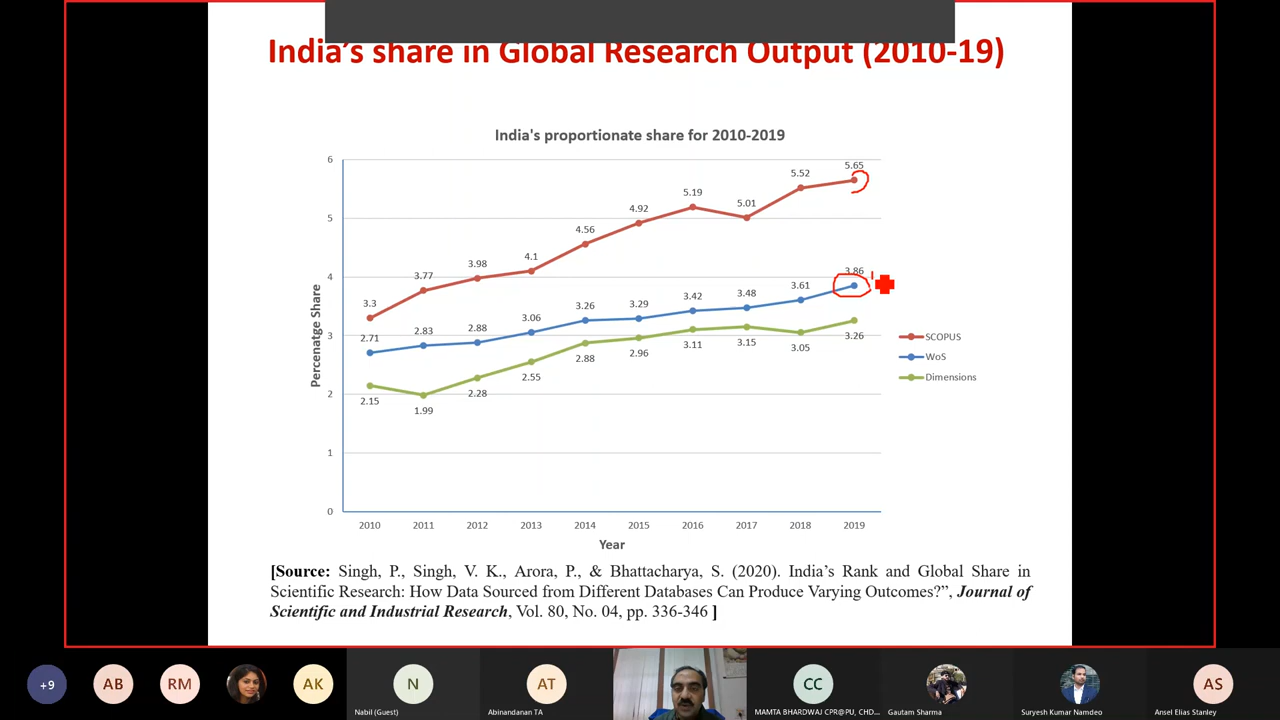 India's share in Global Research Output (2010-19)
India's proportionate share for 2010-2019
6
5
4
3
2
1
0
Percenatge Share
3.3
3.77
3.98
4.1
4.56
4.92
5.19
5.01
5.52
5.65
2.71
2.83
2.88
3.06
3.26
3.29
3.42
3.48
3.61
3.86
2.15
1.99
2.28
2.55
2.88
2.96
3.11
3.15
3.05
3.26
SCOPUS
WoS
Dimensions
2010 2011 2012 2013 2014 2015 2016 2017 2018 2019
Year
[Source: Singh, P., Singh, V. K., Arora, P., & Bhattacharya, S. (2020). India's Rank and Global Share in
Scientific Research: How Data Sourced from Different Databases Can Produce Varying Outcomes?”, Journal of
Scientific and Industrial Research, Vol. 80, No. 04, pp. 336-346 ]
+9
AB
RM
AK
N
Nabil (Guest)
AT
Abinandanan TA
CC
MAMTA BHARDWAJ CPR@PU, CHD...
Gautam Sharma
Suryesh Kumar Namdeo
AS
Ansel Elias Stanley